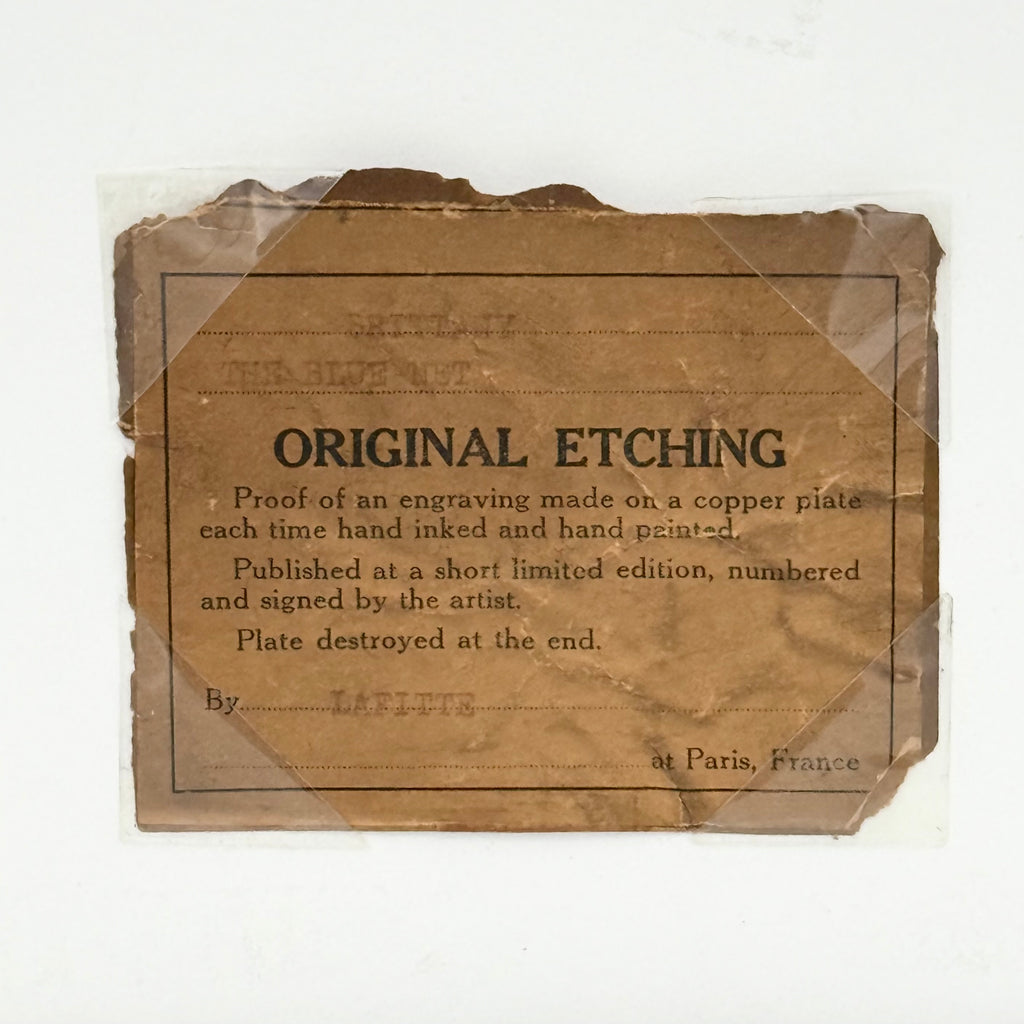 THE BLUE NET
ORIGINAL ETCHING
Proof of an engraving made on a copper plate
each time hand inked and hand painted.
Published at a short limited edition, numbered
and signed by the artist.
Plate destroyed at the end.
By LAFITTE
at Paris, France